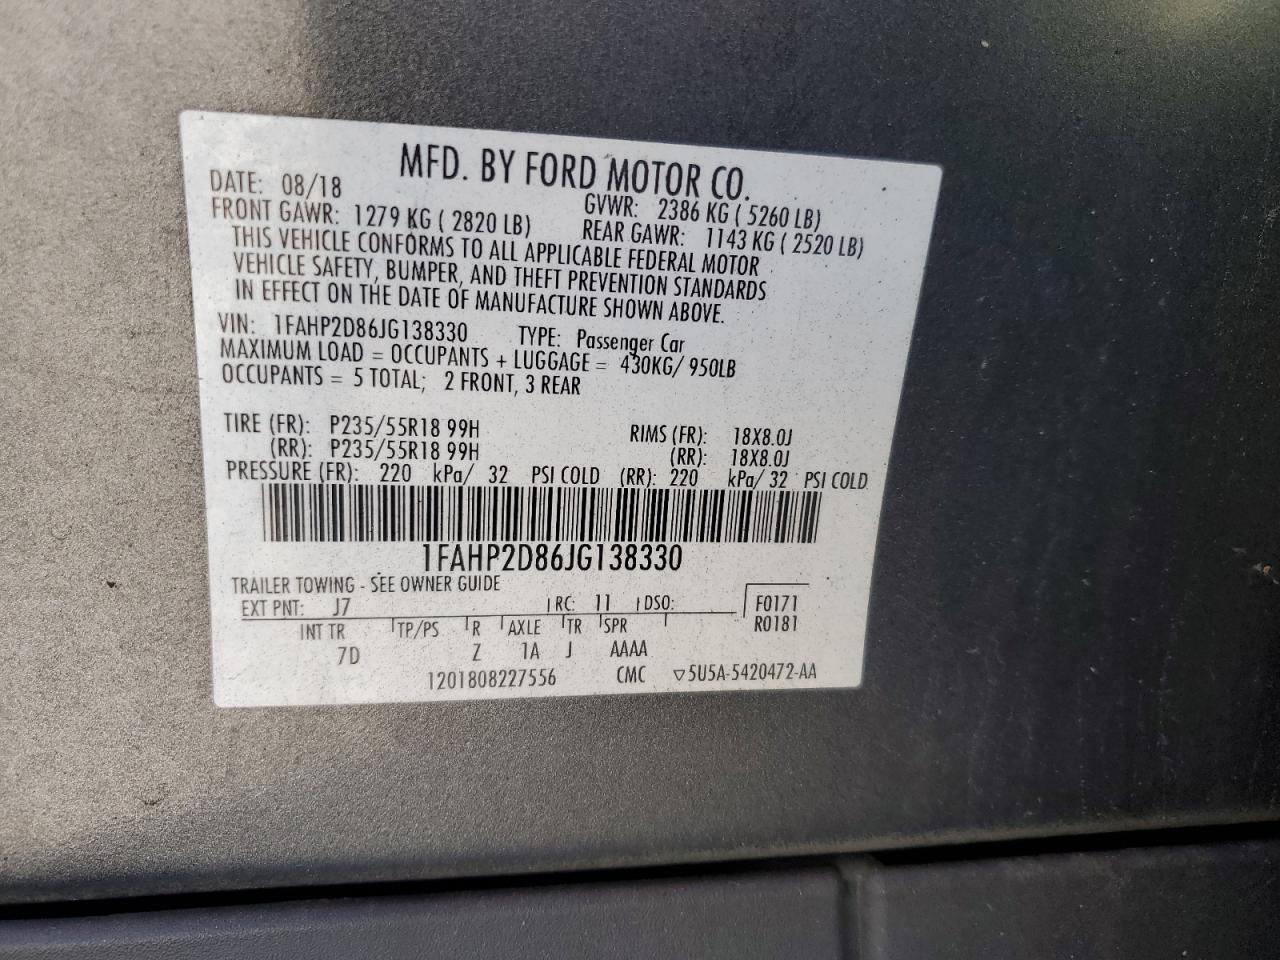 MFD. BY FORD MOTOR CO.
DATE: 08/18 GVWR: 2386 KG ( 5260 LB)
FRONT GAWR: 1279 KG ( 2820 LB) REAR GAWR: 1143 KG ( 2520 LB)
THIS VEHICLE CONFORMS TO ALL APPLICABLE FEDERAL MOTOR
VEHICLE SAFETY, BUMPER, AND THEFT PREVENTION STANDARDS
IN EFFECT ON THE DATE OF MANUFACTURE SHOWN ABOVE.
VIN: 1FAHP2D86JG138330 TYPE: Passenger Car
MAXIMUM LOAD = OCCUPANTS + LUGGAGE = 430KG/ 950LB
OCCUPANTS = 5 TOTAL; 2 FRONT, 3 REAR
TIRE (FR): P235/55R18 99H RIMS (FR): 18X8.0J
(RR): P235/55R18 99H (RR): 18X8.0J
PRESSURE (FR): 220 kPa/ 32 PSI COLD (RR): 220 kPa/ 32 PSI COLD
1FAHP2D86JG138330
TRAILER TOWING - SEE OWNER GUIDE
EXT PNT: J7 RC: 11 DSO: F0171
INT TR TP/PS R AXLE TR SPR R0181
7D Z 1A J AAAA
1201808227556 CMC ▽5U5A-5420472-AA